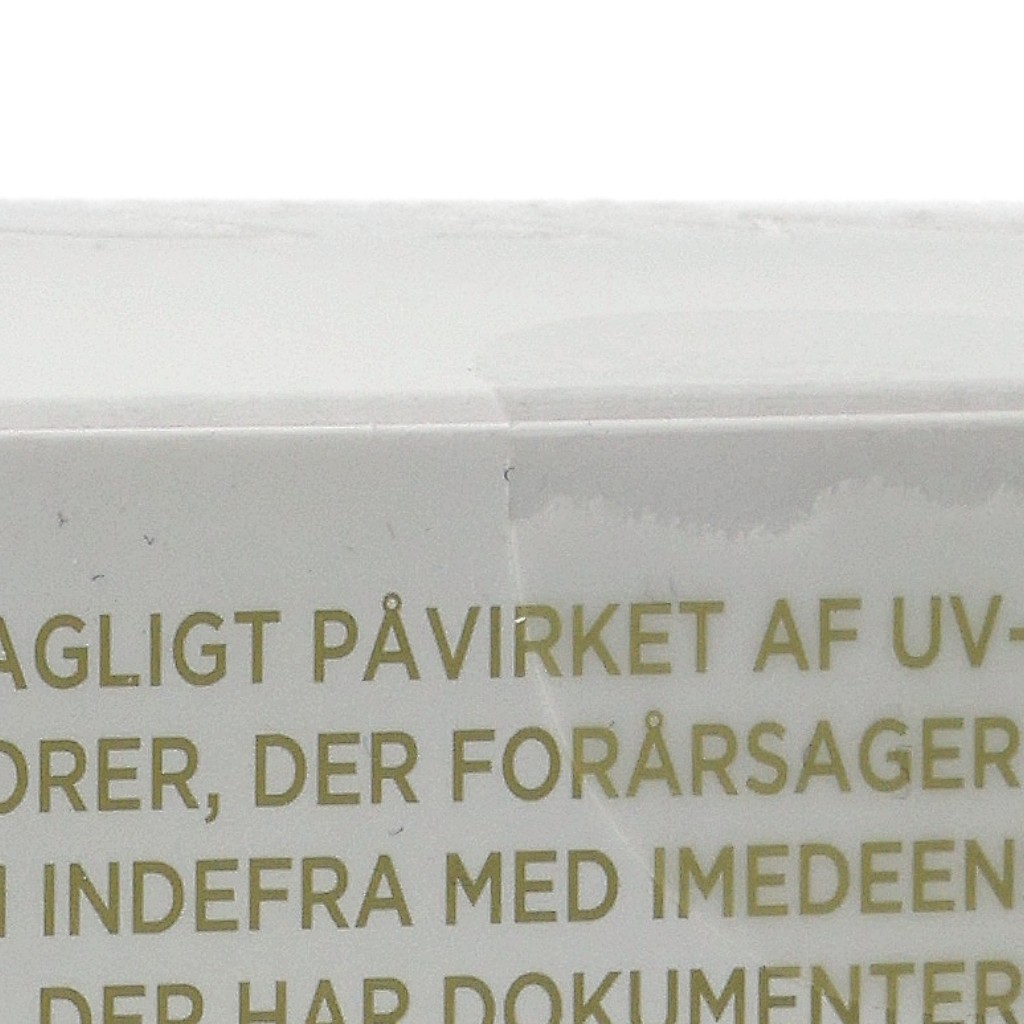 AGLIGT PÅVIRKET AF UV-
ORER, DER FORÅRSAGER
INDEFRA MED IMEDEEN
DER HAR DOKUMENTER